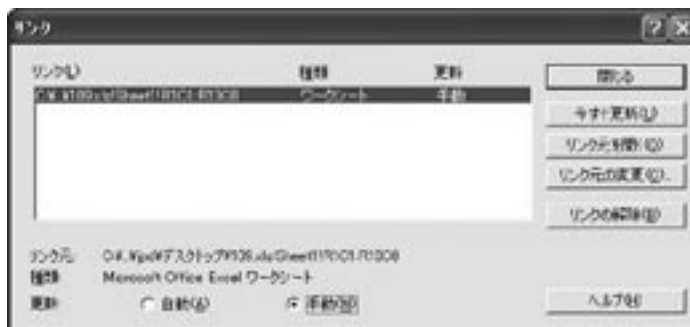 リンク
リンク(L) 種類 更新
ワークシート 手動
閉じる
今すぐ更新(U)
リンク元を開く(O)
リンク元の変更(C)...
リンクの解除(B)
リンク元:
種類: Microsoft Office Excel ワークシート
更新: 自動(A) 手動(M)
ヘルプ(H)